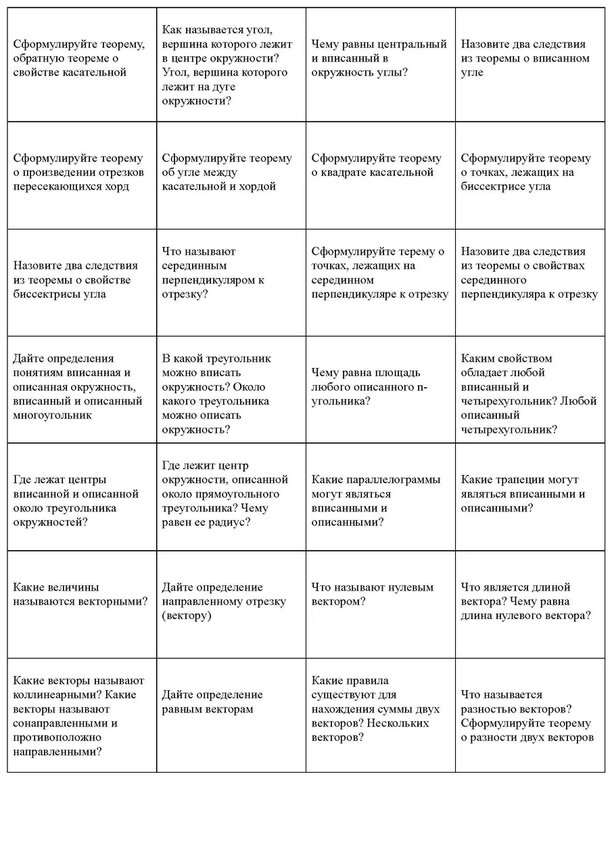 Сформулируйте теорему,
обратную теореме о
свойстве касательной
Как называется угол,
вершина которого лежит
в центре окружности?
Угол, вершина которого
лежит на дуге
окружности?
Чему равны центральный
и вписанный в
окружность углы?
Назовите два следствия
из теоремы о вписанном
угле
Сформулируйте теорему
о произведении отрезков
пересекающихся хорд
Сформулируйте теорему
об угле между
касательной и хордой
Сформулируйте теорему
о квадрате касательной
Сформулируйте теорему
о точках, лежащих на
биссектрисе угла
Назовите два следствия
из теоремы о свойстве
биссектрисы угла
Что называют
серединным
перпендикуляром к
отрезку?
Сформулируйте терему о
точках, лежащих на
серединном
перпендикуляре к отрезку
Назовите два следствия
из теоремы о свойствах
серединного
перпендикуляра к отрезку
Дайте определения
понятиям вписанная и
описанная окружность,
вписанный и описанный
многоугольник
В какой треугольник
можно вписать
окружность? Около
какого треугольника
можно описать
окружность?
Чему равна площадь
любого описанного n-
угольника?
Каким свойством
обладает любой
вписанный и
четырехугольник? Любой
описанный
четырехугольник?
Где лежат центры
вписанной и описанной
около треугольника
окружностей?
Где лежит центр
окружности, описанной
около прямоугольного
треугольника? Чему
равен ее радиус?
Какие параллелограммы
могут являться
вписанными и
описанными?
Какие трапеции могут
являться вписанными и
описанными?
Какие величины
называются векторными?
Дайте определение
направленному отрезку
(вектору)
Что называют нулевым
вектором?
Что является длиной
вектора? Чему равна
длина нулевого вектора?
Какие векторы называют
коллинеарными? Какие
векторы называют
сонаправленными и
противоположно
направленными?
Дайте определение
равным векторам
Какие правила
существуют для
нахождения суммы двух
векторов? Нескольких
векторов?
Что называется
разностью векторов?
Сформулируйте теорему
о разности двух векторов